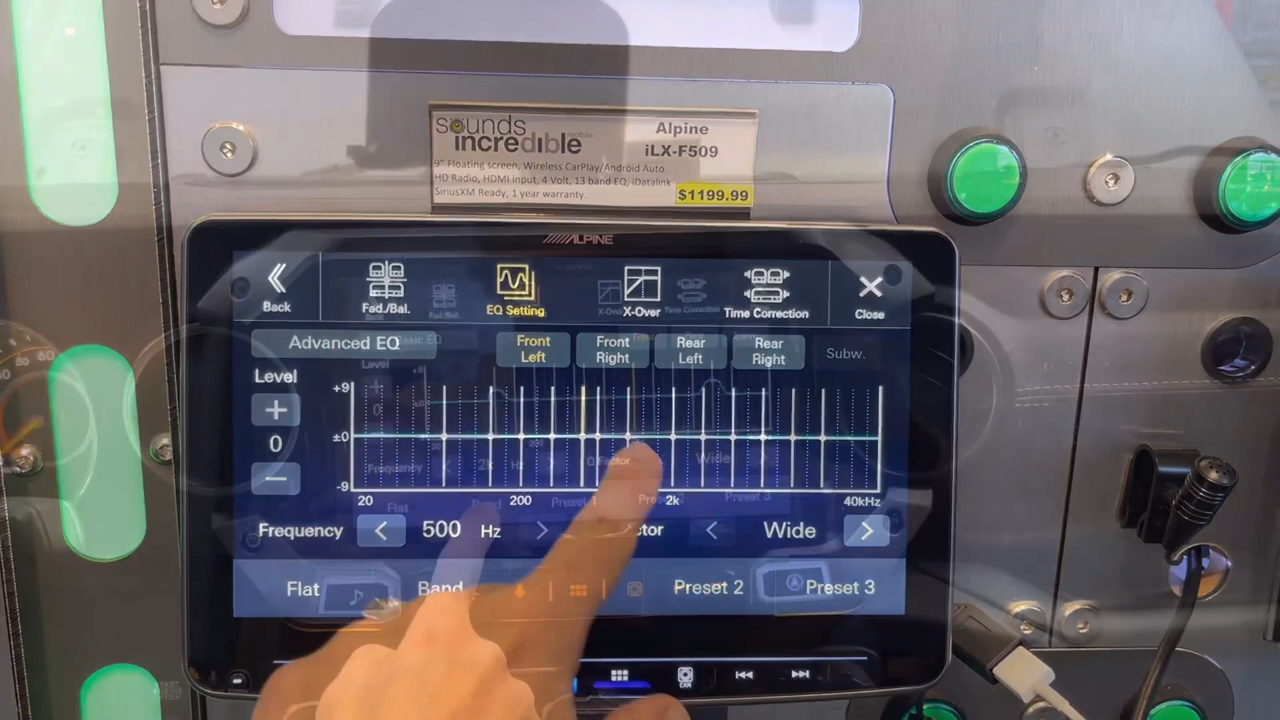 sounds incredible mobile
Alpine
iLX-F509
9" Floating screen, Wireless CarPlay/Android Auto
HD Radio, HDMI input, 4 Volt, 13 band EQ, iDatalink
SiriusXM Ready, 1 year warranty.
$1199.99
ALPINE
Back
Fad./Bal.
EQ Setting
X-Over
Time Correction
Close
Advanced EQ
Front Left
Front Right
Rear Left
Rear Right
Subw.
Level
+9
+
0
±0
-9
20
200
2k
40kHz
Frequency
500 Hz
ctor
Wide
Flat
Band
Preset 2
Preset 3
CAM